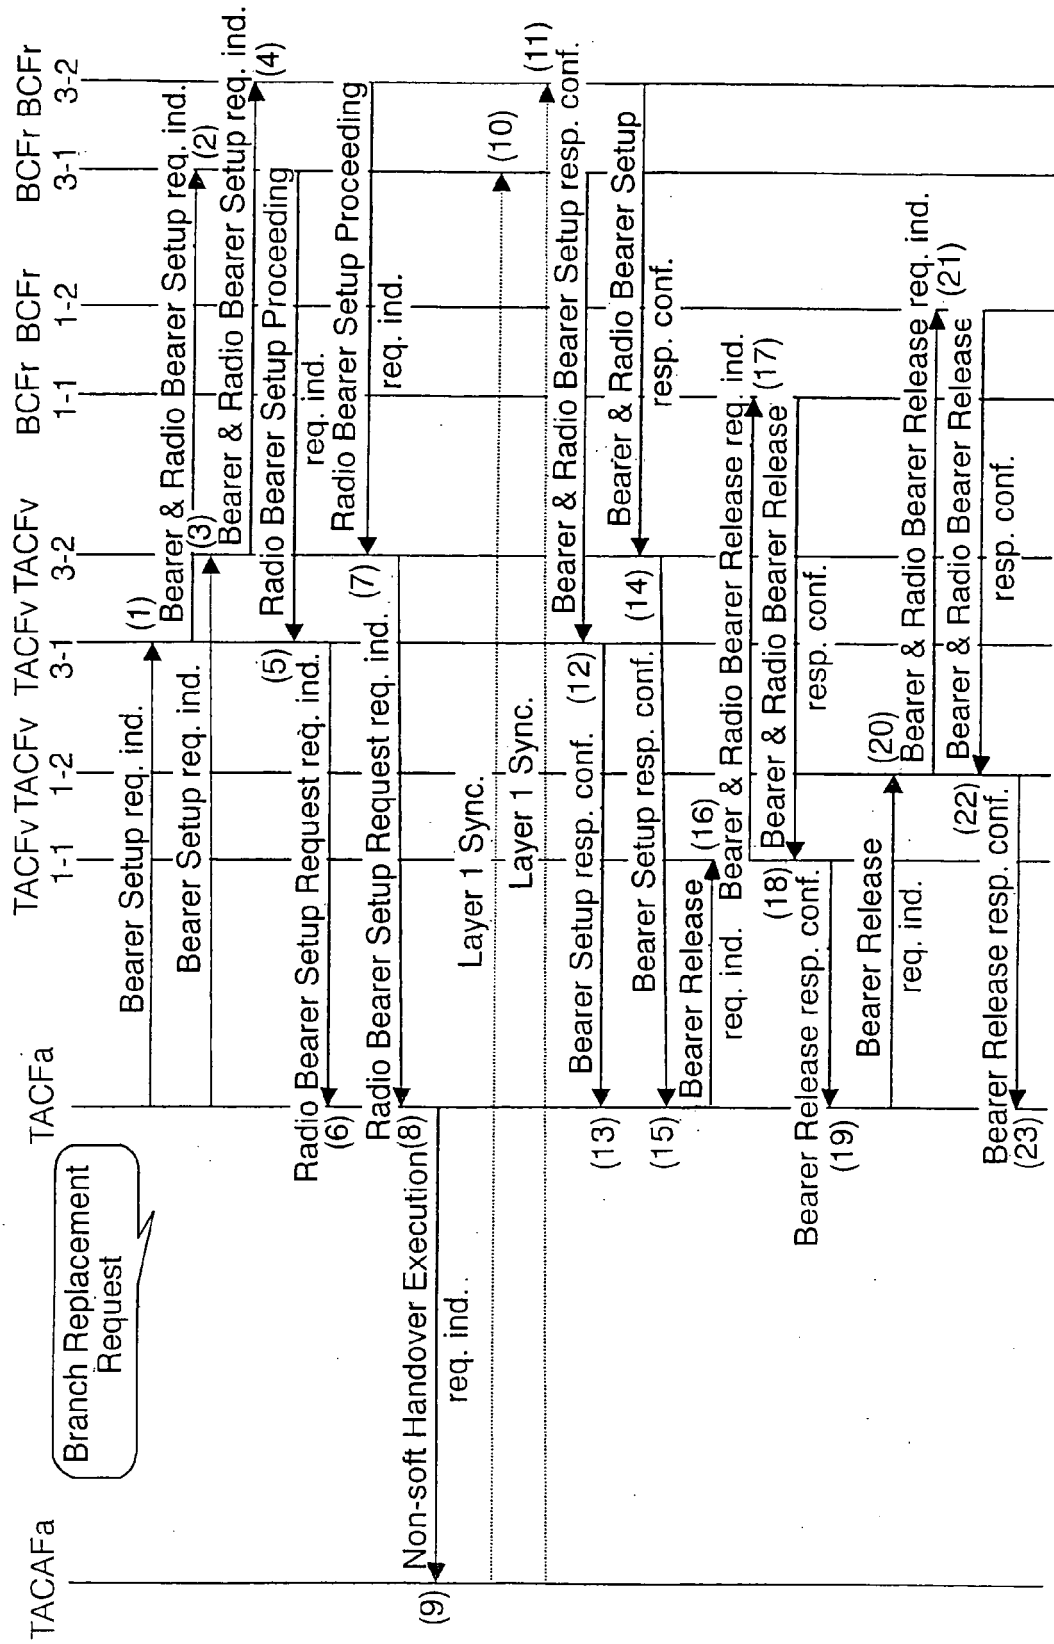 TACAFa
TACFa
TACFv TACFv TACFv TACFv
1-1 1-2 3-1 3-2
BCFr BCFr BCFr BCFr
1-1 1-2 3-1 3-2
Branch Replacement
Request
Bearer Setup req. ind.
(1)
Bearer & Radio Bearer Setup req. ind.
(2)
Bearer Setup req. ind.
(3)
Bearer & Radio Bearer Setup req. ind.
(4)
Radio Bearer Setup Proceeding
req. ind.
(5)
Radio Bearer Setup Request req. ind.
(6)
Radio Bearer Setup Proceeding
req. ind.
(7)
Radio Bearer Setup Request req. ind.
(8)
Non-soft Handover Execution
req. ind.
(9)
Layer 1 Sync.
(10)
Layer 1 Sync.
(11)
Bearer & Radio Bearer Setup resp. conf.
(12)
Bearer Setup resp. conf.
(13)
Bearer & Radio Bearer Setup
resp. conf.
(14)
Bearer Setup resp. conf.
(15)
Bearer Release
req. ind.
(16)
Bearer & Radio Bearer Release req. ind.
(17)
Bearer & Radio Bearer Release
resp. conf.
(18)
Bearer Release resp. conf.
(19)
Bearer Release
req. ind.
(20)
Bearer & Radio Bearer Release req. ind.
(21)
Bearer & Radio Bearer Release
resp. conf.
(22)
Bearer Release resp. conf.
(23)